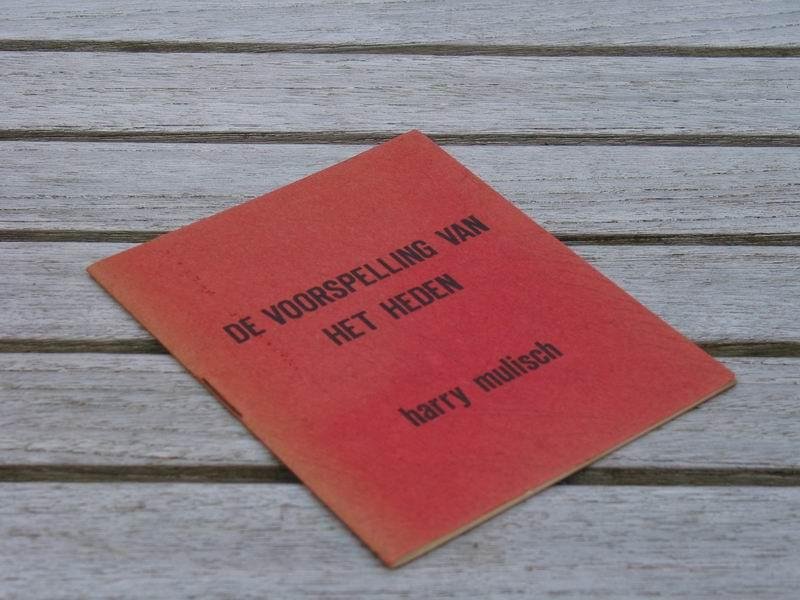 DE VOORSPELLING VAN
HET HEDEN
harry mulisch